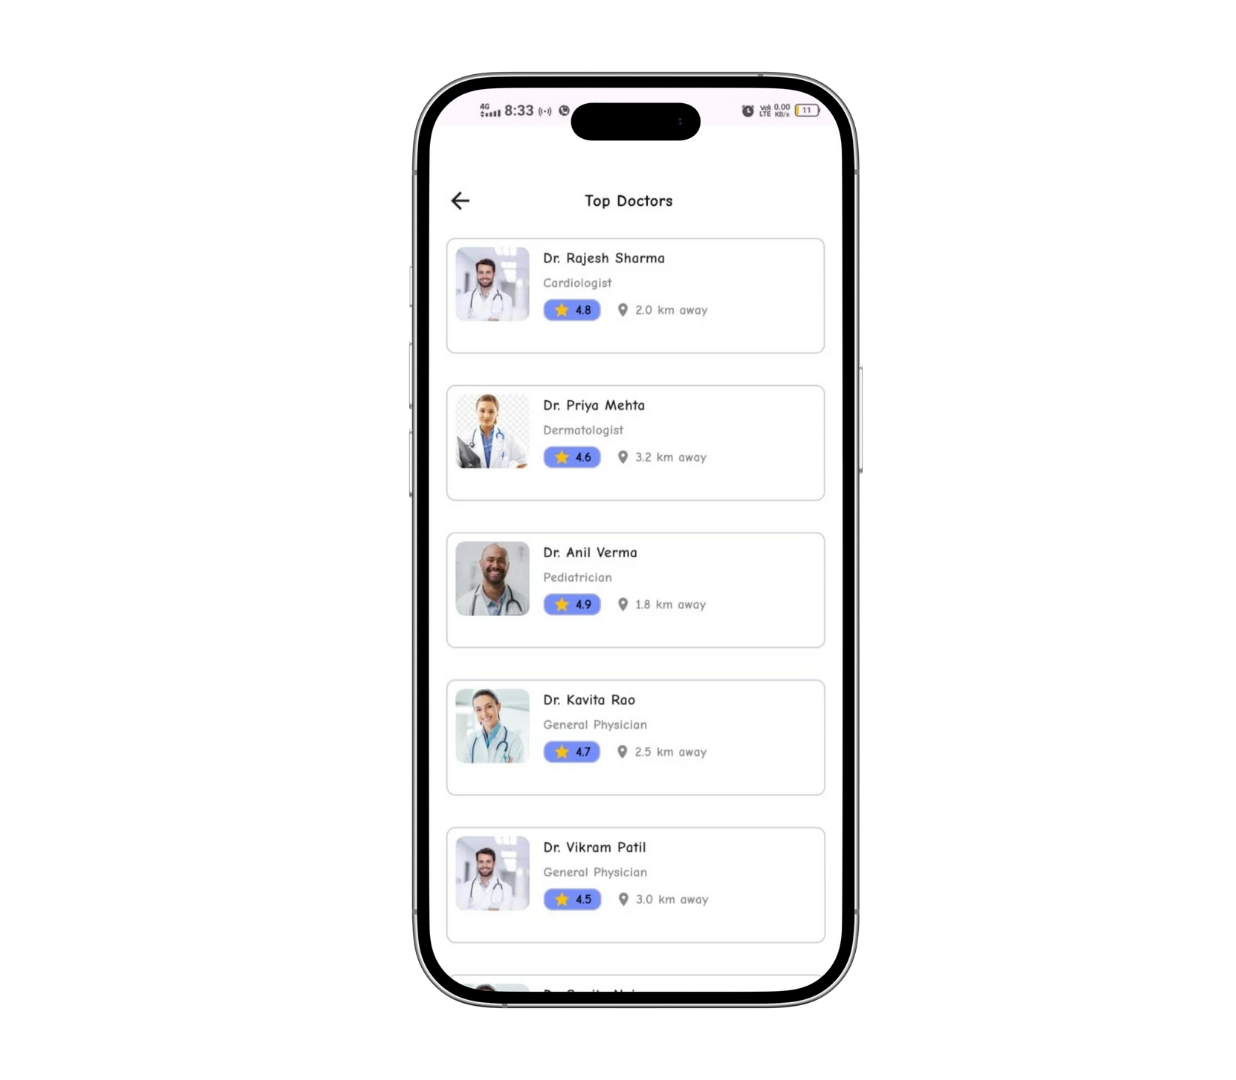 4G 8:33 Vo)) 0.00 11
LTE KB/s
Top Doctors
Dr. Rajesh Sharma
Cardiologist
4.8 2.0 km away
Dr. Priya Mehta
Dermatologist
4.6 3.2 km away
Dr. Anil Verma
Pediatrician
4.9 1.8 km away
Dr. Kavita Rao
General Physician
4.7 2.5 km away
Dr. Vikram Patil
General Physician
4.5 3.0 km away